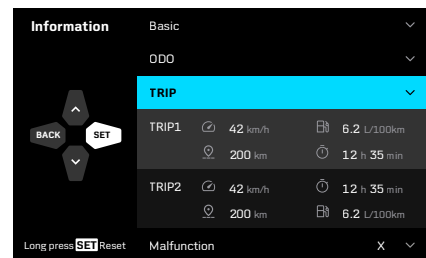 Information
Basic
ODO
TRIP
BACK
SET
TRIP1 42 km/h 6.2 L/100km
200 km 12 h 35 min
TRIP2 42 km/h 12 h 35 min
200 km 6.2 L/100km
Long press SET Reset
Malfunction X